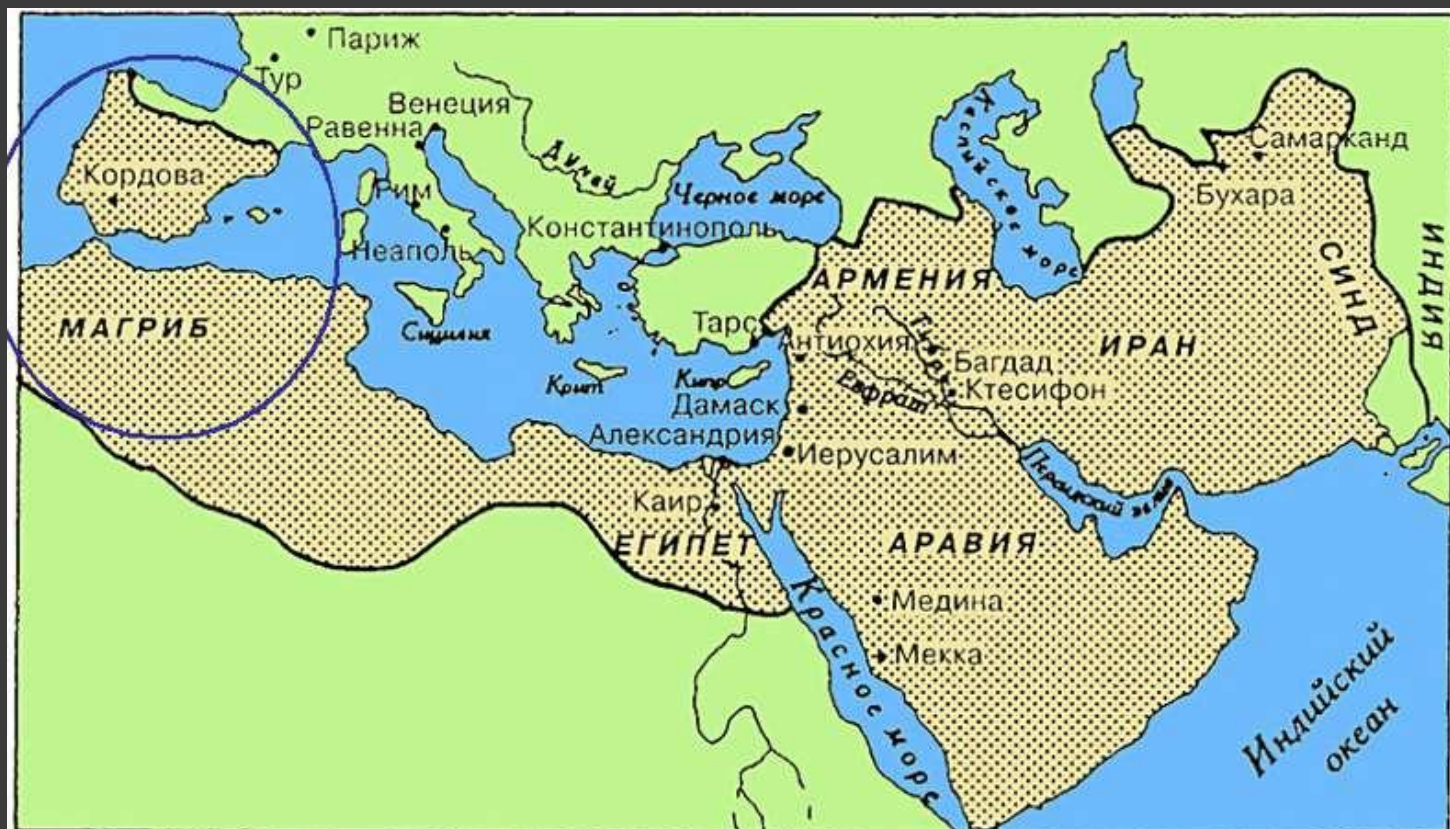 Париж
Тур
Венеция
Равенна
Дунай
Каспийское море
Самарканд
Бухара
Кордова
Рим
Черное море
Константинополь
Неаполь
ИНДИЯ
СИНД
АРМЕНИЯ
МАГРИБ
Сицилия
Тарс
Антиохия
Тигр
Багдад
ИРАН
Крит
Кипр
Евфрат
Ктесифон
Дамаск
Александрия
Иерусалим
Персидский залив
Каир
ЕГИПЕТ
АРАВИЯ
Красное море
Медина
Мекка
Индийский
океан